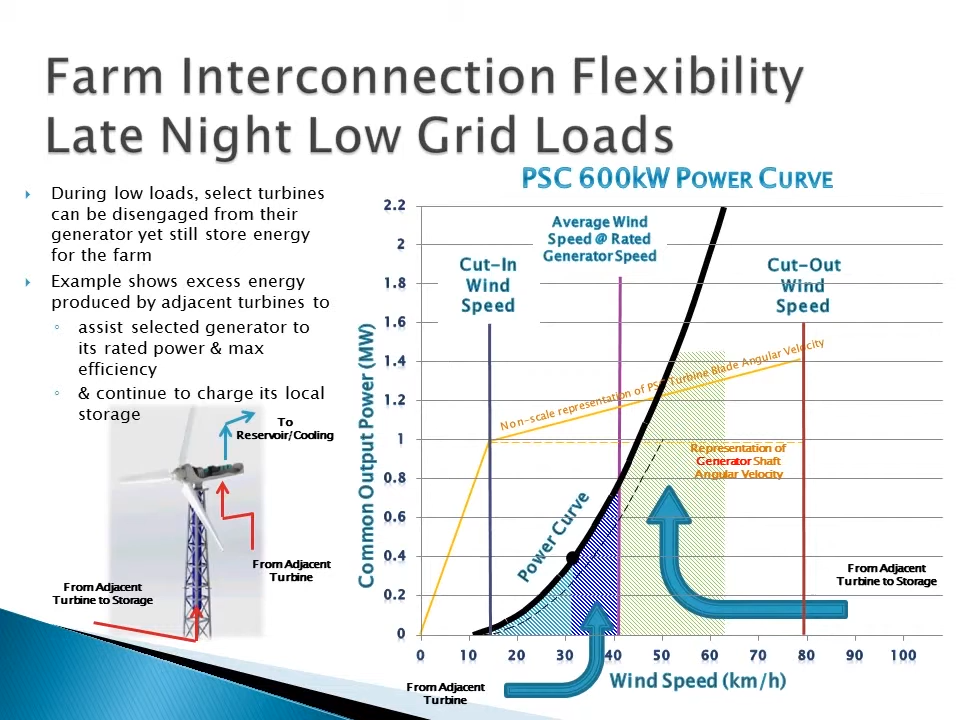 Farm Interconnection Flexibility
Late Night Low Grid Loads
During low loads, select turbines
can be disengaged from their
generator yet still store energy
for the farm
Example shows excess energy
produced by adjacent turbines to
assist selected generator to
its rated power & max
efficiency
& continue to charge its local
storage
To
Reservoir/Cooling
From Adjacent
Turbine
From Adjacent
Turbine to Storage
PSC 600kW POWER CURVE
Common Output Power (MW)
2.2
2
1.8
1.6
1.4
1.2
1
0.8
0.6
0.4
0.2
0
Cut-In
Wind
Speed
Average Wind
Speed @ Rated
Generator Speed
Cut-Out
Wind
Speed
Non-scale representation of PSC Turbine Blade Angular Velocity
Representation of
Generator Shaft
Angular Velocity
Power Curve
From Adjacent
Turbine to Storage
0 10 20 30 40 50 60 70 80 90 100
Wind Speed (km/h)
From Adjacent
Turbine